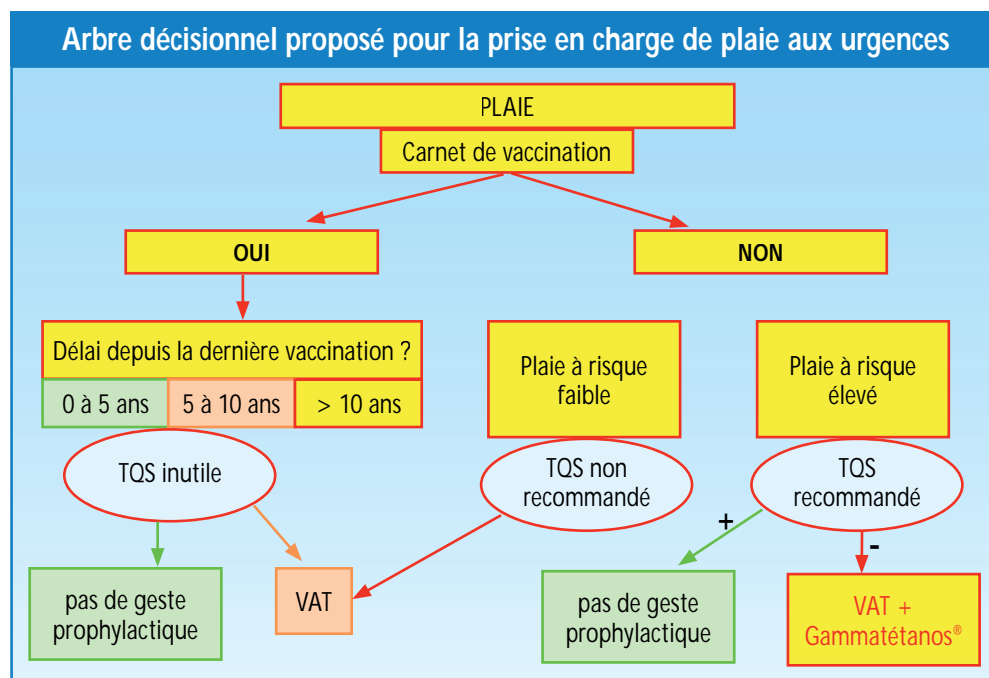 Arbre décisionnel proposé pour la prise en charge de plaie aux urgences
PLAIE
Carnet de vaccination
OUI
NON
Délai depuis la dernière vaccination ?
0 à 5 ans
5 à 10 ans
> 10 ans
TQS inutile
pas de geste
prophylactique
VAT
Plaie à risque
faible
TQS non
recommandé
Plaie à risque
élevé
TQS
recommandé
+
-
pas de geste
prophylactique
VAT +
Gammatétanos®